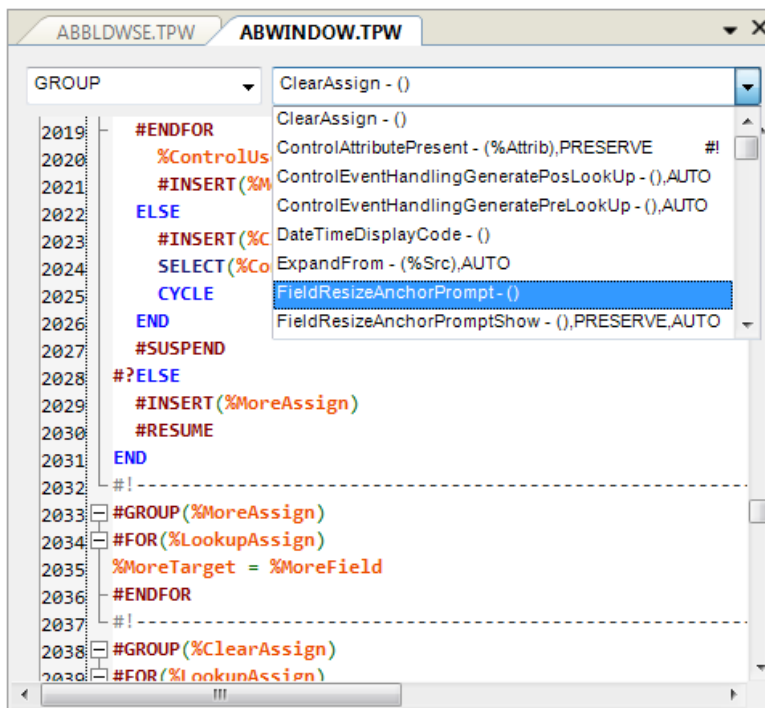 ABBLDWSE.TPW
ABWINDOW.TPW
GROUP
ClearAssign - ()
ClearAssign - ()
ControlAttributePresent - (%Attrib),PRESERVE #!
ControlEventHandlingGeneratePosLookUp - (),AUTO
ControlEventHandlingGeneratePreLookUp - (),AUTO
DateTimeDisplayCode - ()
ExpandFrom - (%Src),AUTO
FieldResizeAnchorPrompt - ()
FieldResizeAnchorPromptShow - (),PRESERVE,AUTO
2019 #ENDFOR
2020 %ControlUs
2021 #INSERT(%M
2022 ELSE
2023 #INSERT(%C
2024 SELECT(%Co
2025 CYCLE
2026 END
2027 #SUSPEND
2028 #?ELSE
2029 #INSERT(%MoreAssign)
2030 #RESUME
2031 END
2032 #!--------------------------------------------------------
2033 #GROUP(%MoreAssign)
2034 #FOR(%LookupAssign)
2035 %MoreTarget = %MoreField
2036 #ENDFOR
2037 #!--------------------------------------------------------
2038 #GROUP(%ClearAssign)
2039 #FOR(%LookupAssign)